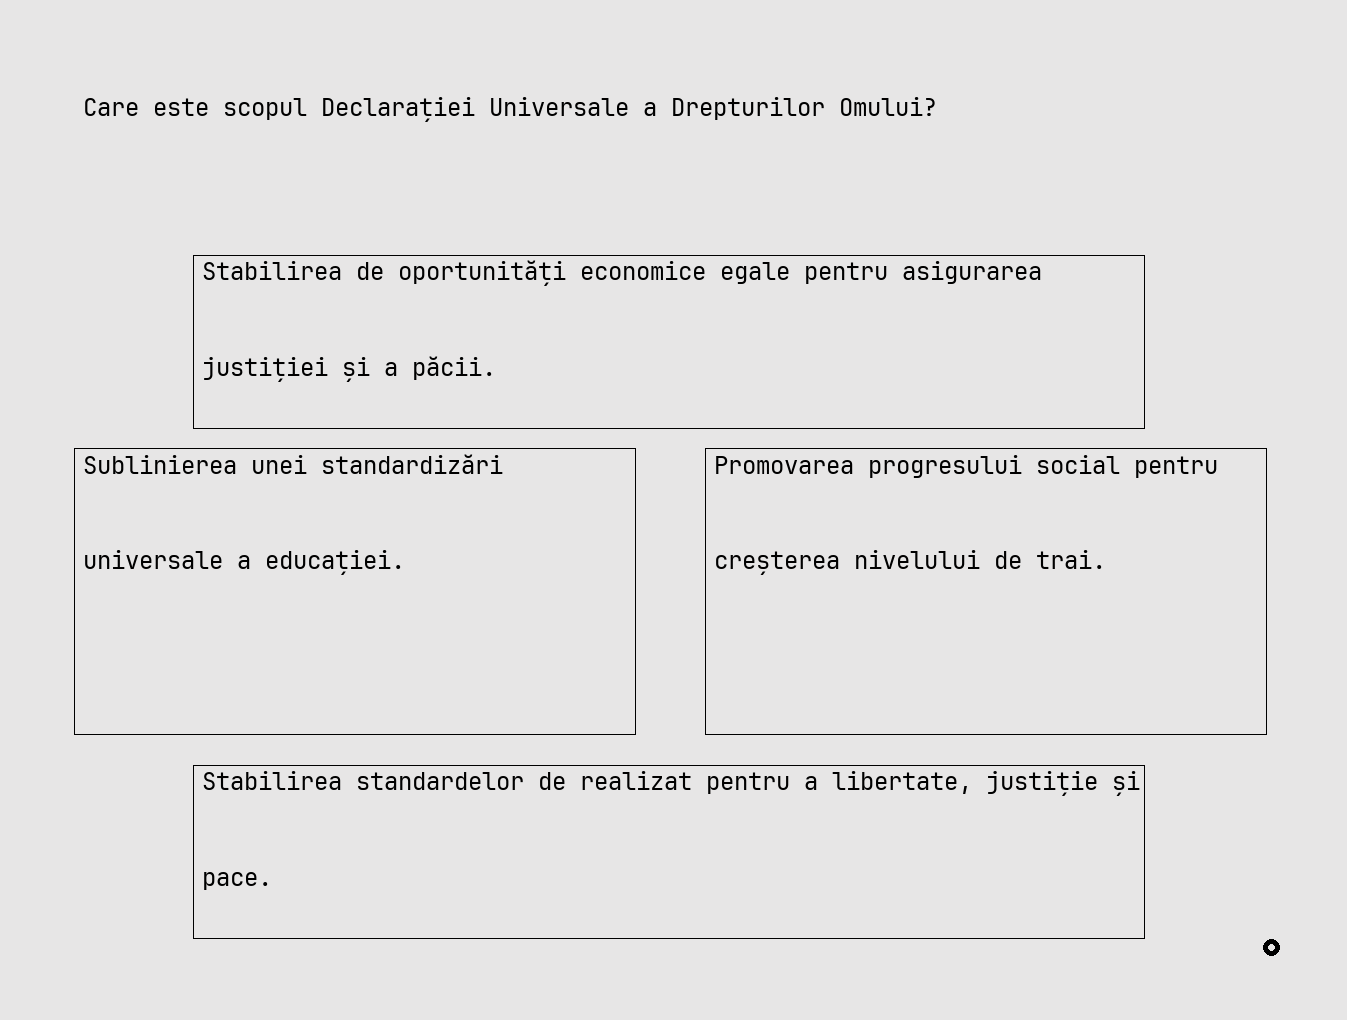 Care este scopul Declarației Universale a Drepturilor Omului?
Stabilirea de oportunități economice egale pentru asigurarea
justiției și a păcii.
Sublinierea unei standardizări
universale a educației.
Promovarea progresului social pentru
creșterea nivelului de trai.
Stabilirea standardelor de realizat pentru a libertate, justiție și
pace.